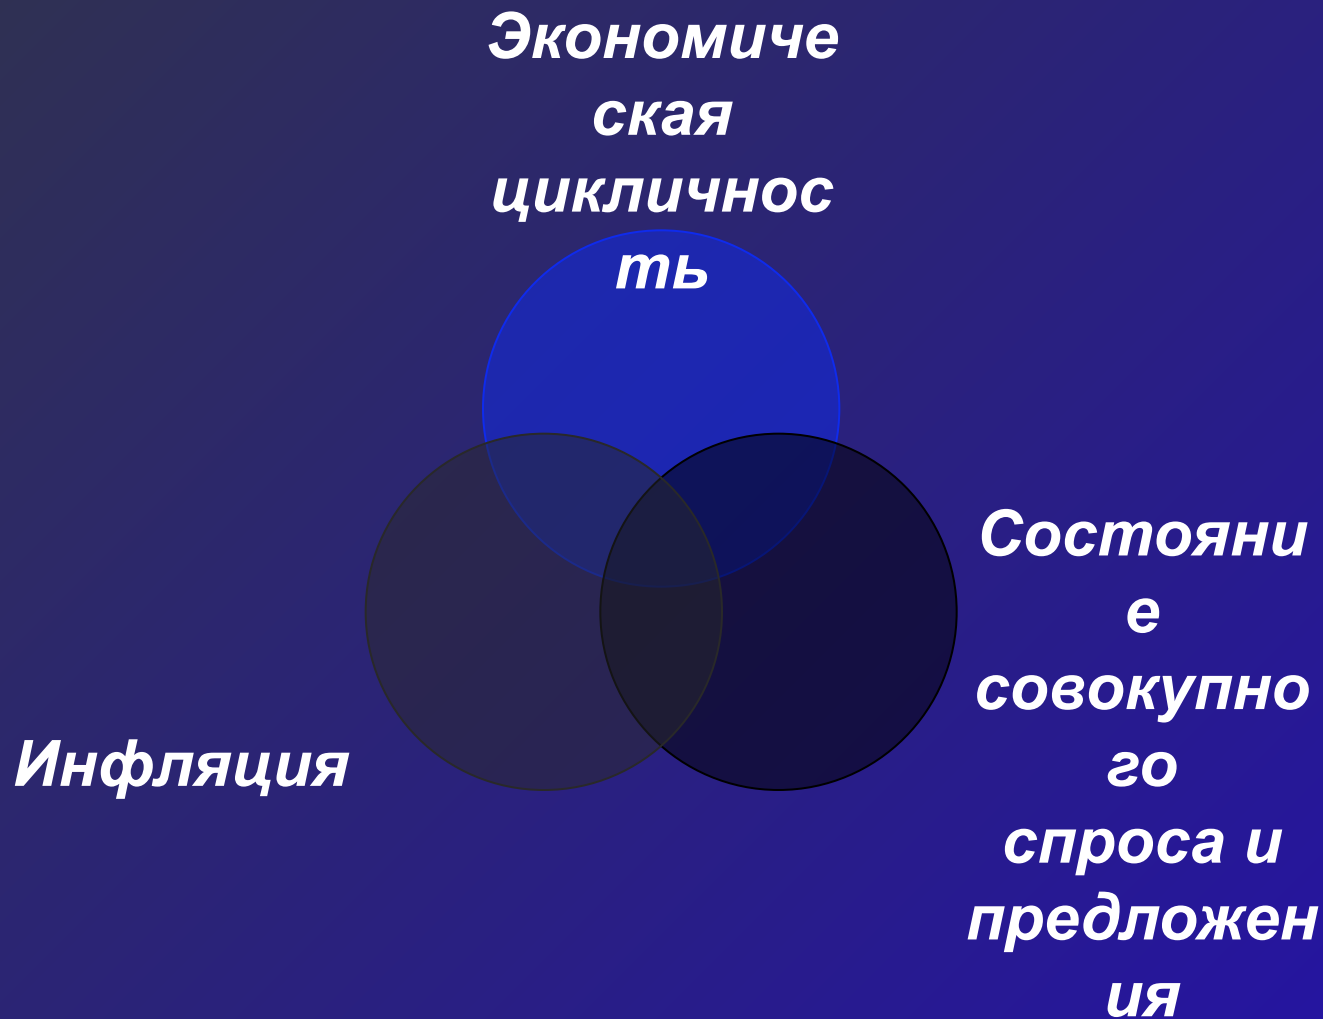 Экономиче
ская
цикличнос
ть
Состояни
е
совокупно
го
спроса и
предложен
ия
Инфляция